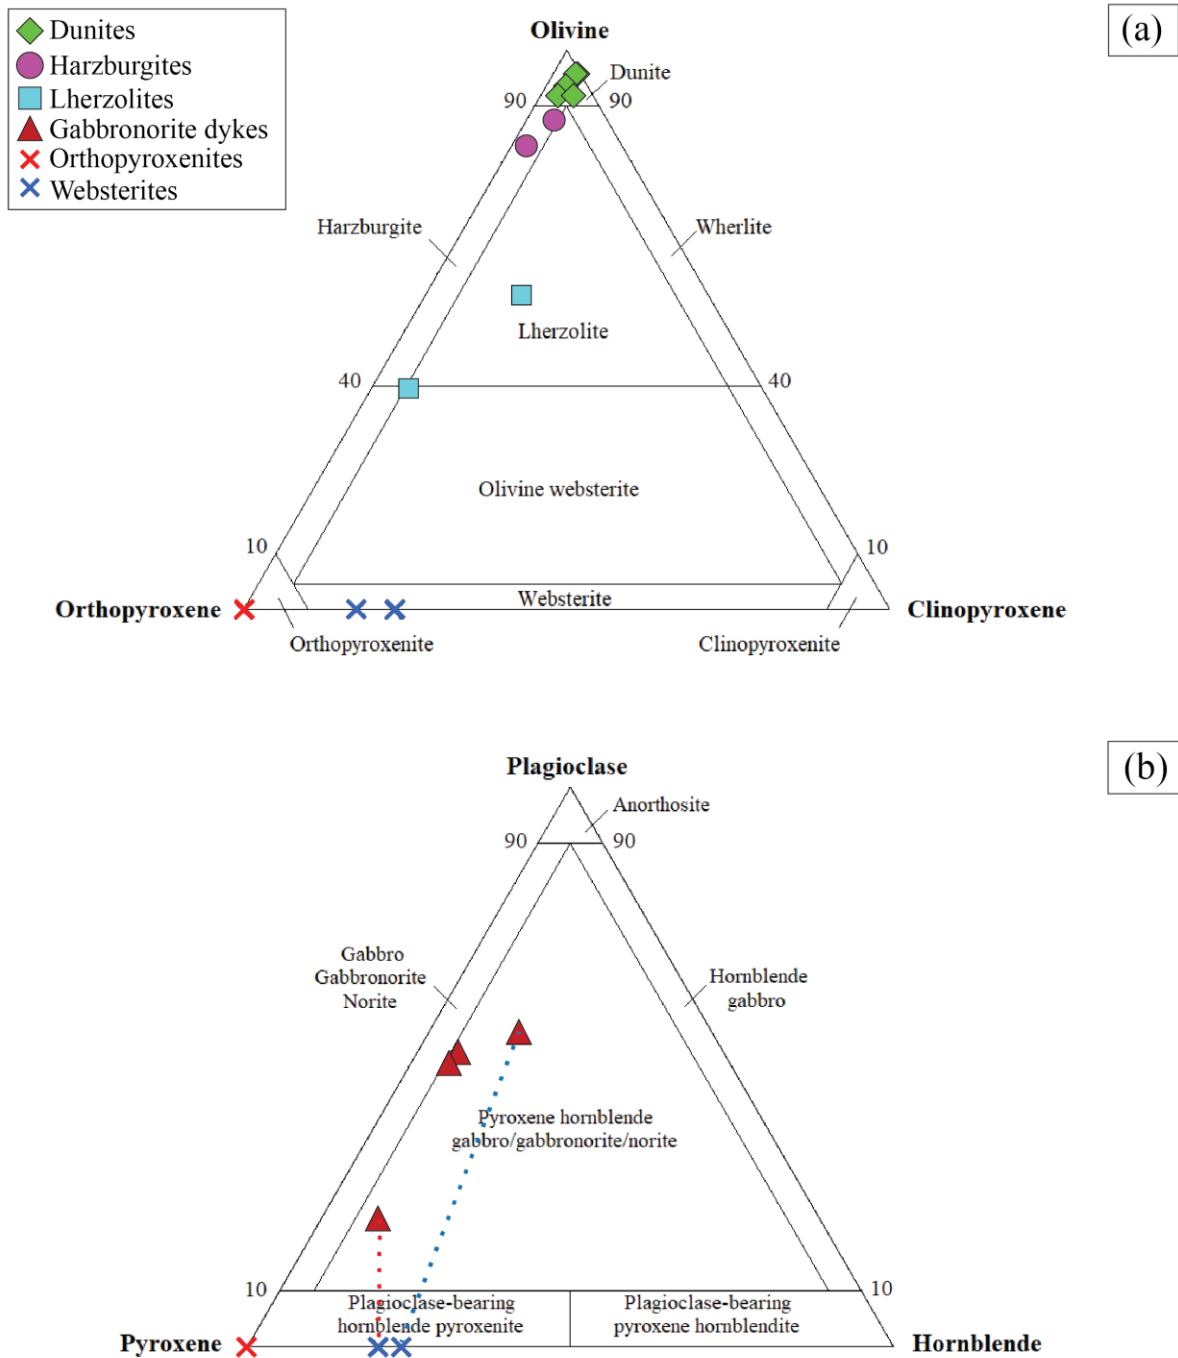 Dunites
Harzburgites
Lherzolites
Gabbronorite dykes
Orthopyroxenites
Websterites
(a)
Olivine
Dunite
90
90
Harzburgite
Wherlite
Lherzolite
40
40
Olivine websterite
10
10
Websterite
Orthopyroxene
Clinopyroxene
Orthopyroxenite
Clinopyroxenite
(b)
Plagioclase
Anorthosite
90
90
Gabbro
Gabbronorite
Norite
Hornblende
gabbro
Pyroxene hornblende
gabbro/gabbronorite/norite
10
10
Plagioclase-bearing
hornblende pyroxenite
Plagioclase-bearing
pyroxene hornblendite
Pyroxene
Hornblende